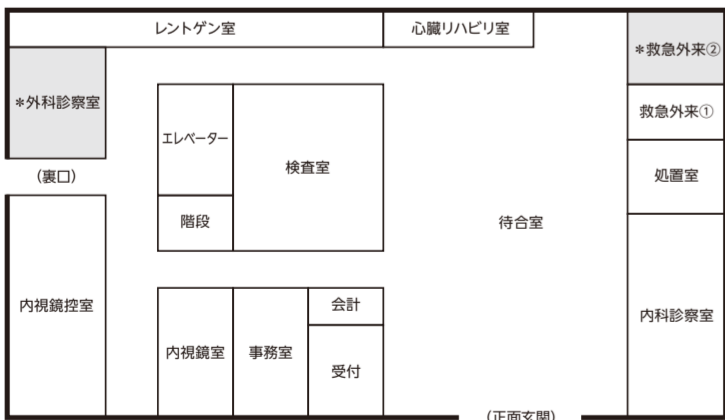 レントゲン室
心臓リハビリ室
*救急外来②
*外科診察室
救急外来①
エレベーター
検査室
処置室
(裏口)
階段
待合室
内視鏡控室
会計
内科診察室
内視鏡室
事務室
受付
(正面玄関)